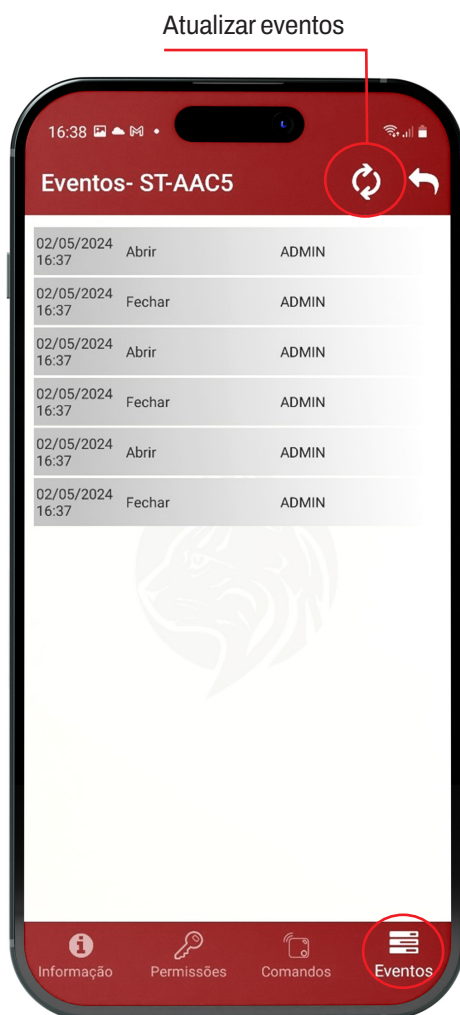 Atualizar eventos
16:38
Eventos- ST-AAC5
02/05/2024 16:37 Abrir ADMIN
02/05/2024 16:37 Fechar ADMIN
02/05/2024 16:37 Abrir ADMIN
02/05/2024 16:37 Fechar ADMIN
02/05/2024 16:37 Abrir ADMIN
02/05/2024 16:37 Fechar ADMIN
Informação Permissões Comandos Eventos